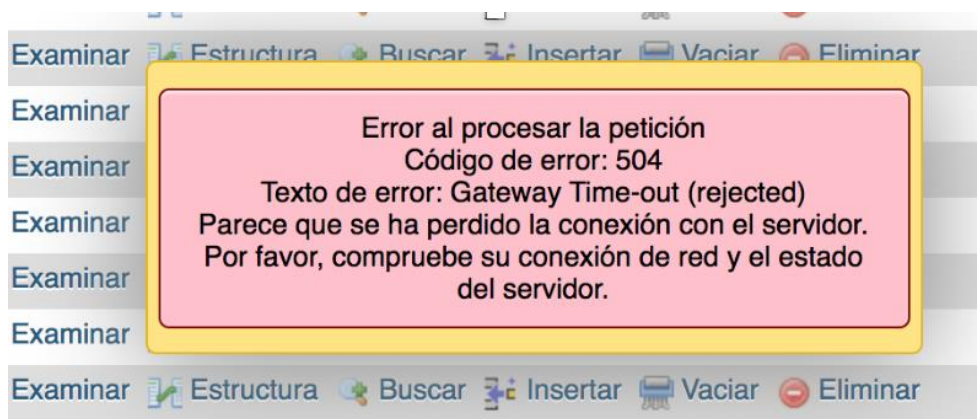 Examinar Estructura Buscar Insertar Vaciar Eliminar
Examinar
Error al procesar la petición
Código de error: 504
Examinar
Texto de error: Gateway Time-out (rejected)
Examinar
Parece que se ha perdido la conexión con el servidor.
Por favor, compruebe su conexión de red y el estado
Examinar
del servidor.
Examinar
Examinar Estructura Buscar Insertar Vaciar Eliminar